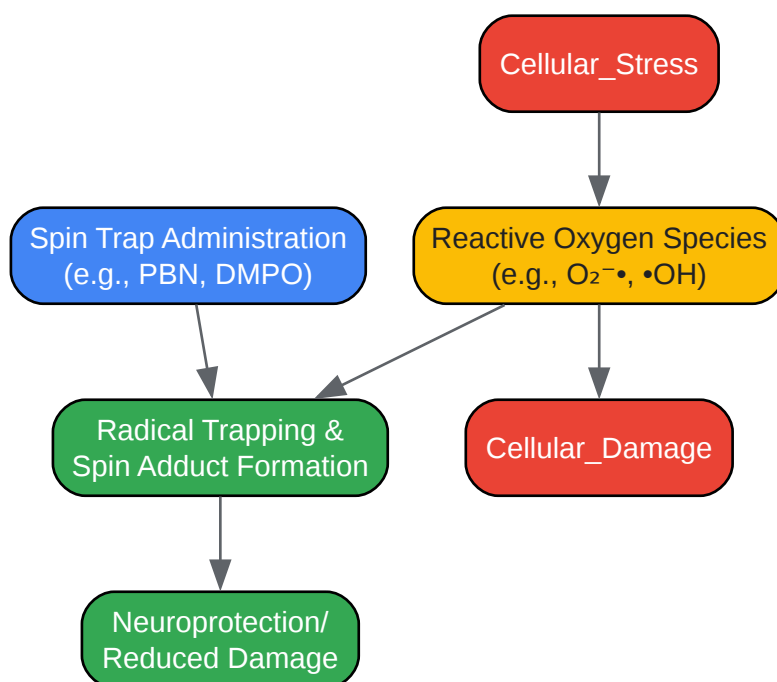 Cellular_Stress
Spin Trap Administration
(e.g., PBN, DMPO)
Reactive Oxygen Species
(e.g., O₂⁻•, •OH)
Radical Trapping &
Spin Adduct Formation
Cellular_Damage
Neuroprotection/
Reduced Damage